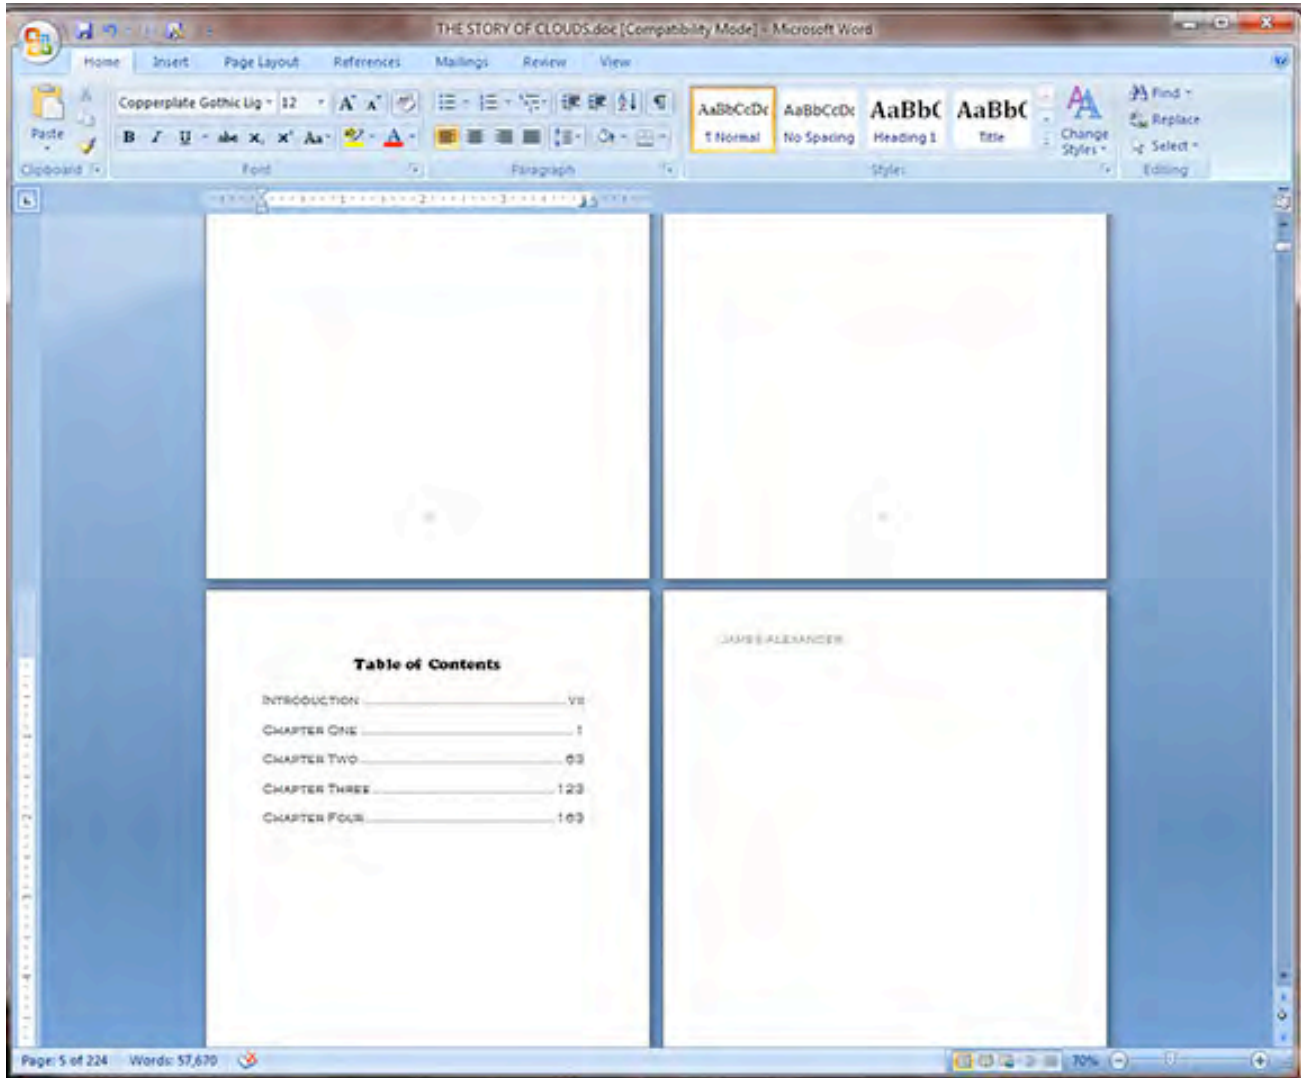 THE STORY OF CLOUDS.doc [Compatibility Mode] - Microsoft Word
Home Insert Page Layout References Mailings Review View
Paste
Copperplate Gothic Lig 12
B I U abc x, x² Aa A
AaBbCcDc AaBbCcDc AaBbC AaBbC
¶ Normal No Spacing Heading 1 Title
Change Styles
Find
Replace
Select
Clipboard Font Paragraph Styles Editing
Table of Contents
INTRODUCTION VII
CHAPTER ONE 1
CHAPTER TWO 63
CHAPTER THREE 123
CHAPTER FOUR 163
JAMES ALEXANDER
Page: 5 of 224 Words: 57,670 70%